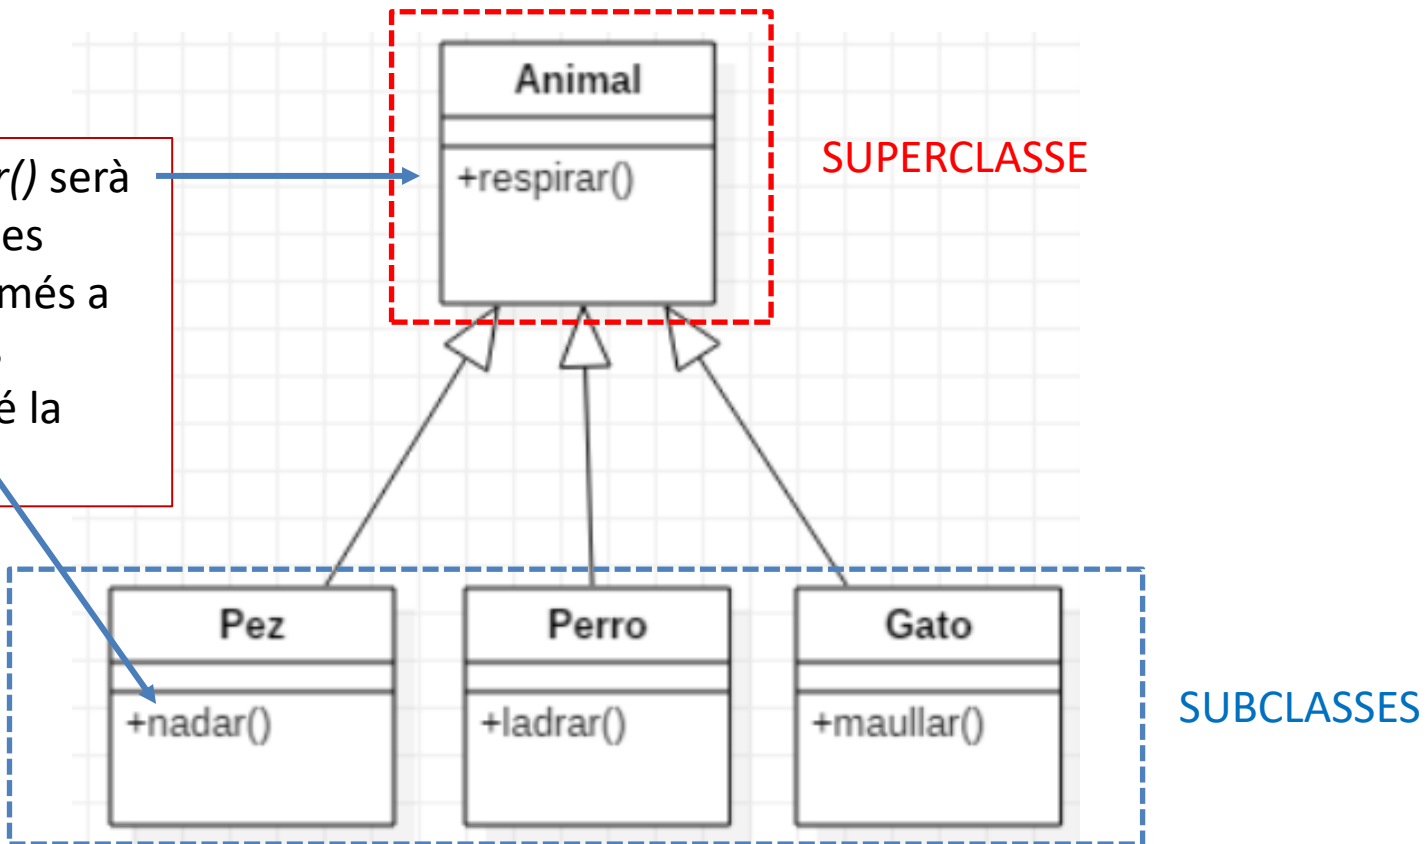 Animal
SUPERCLASSE
r() serà
+respirar()
es
més a
é la
Pez
Perro
Gato
+nadar()
+ladrar()
+maullar()
SUBCLASSES